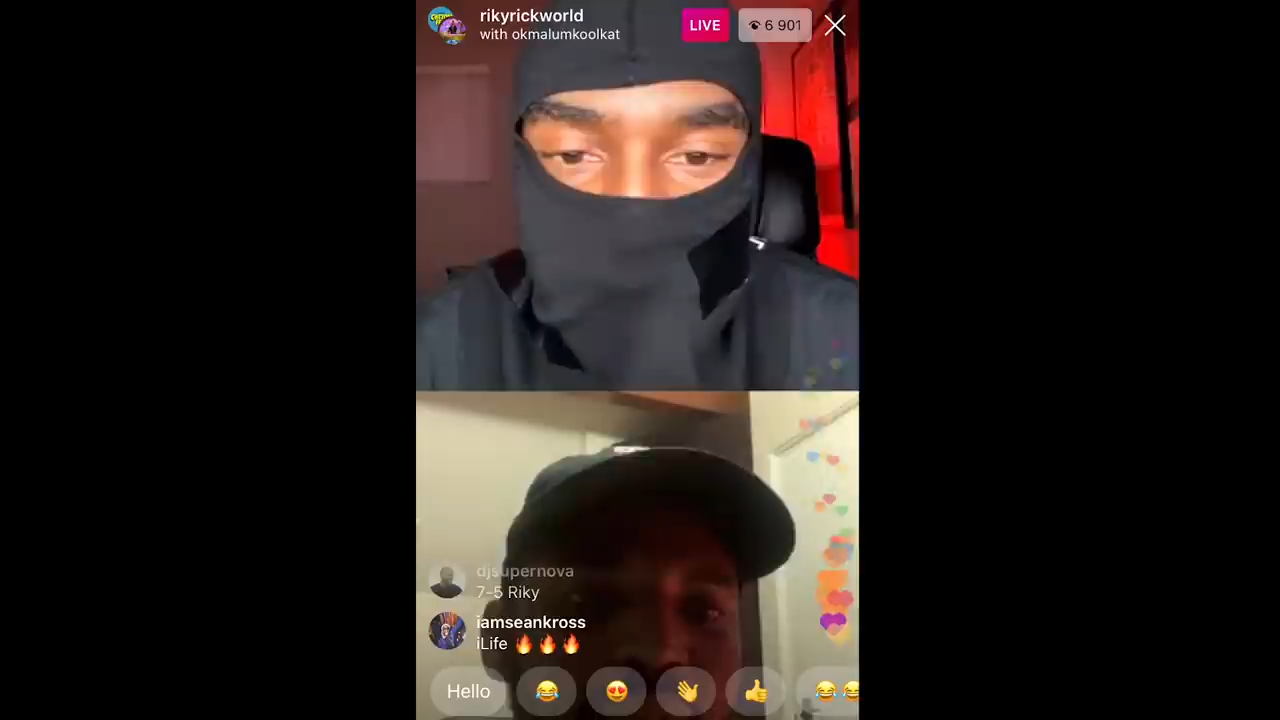 rikyrickworld
with okmalumkoolkat
LIVE
6 901
djsupernova
7-5 Riky
iamseankross
iLife 🔥🔥🔥
Hello